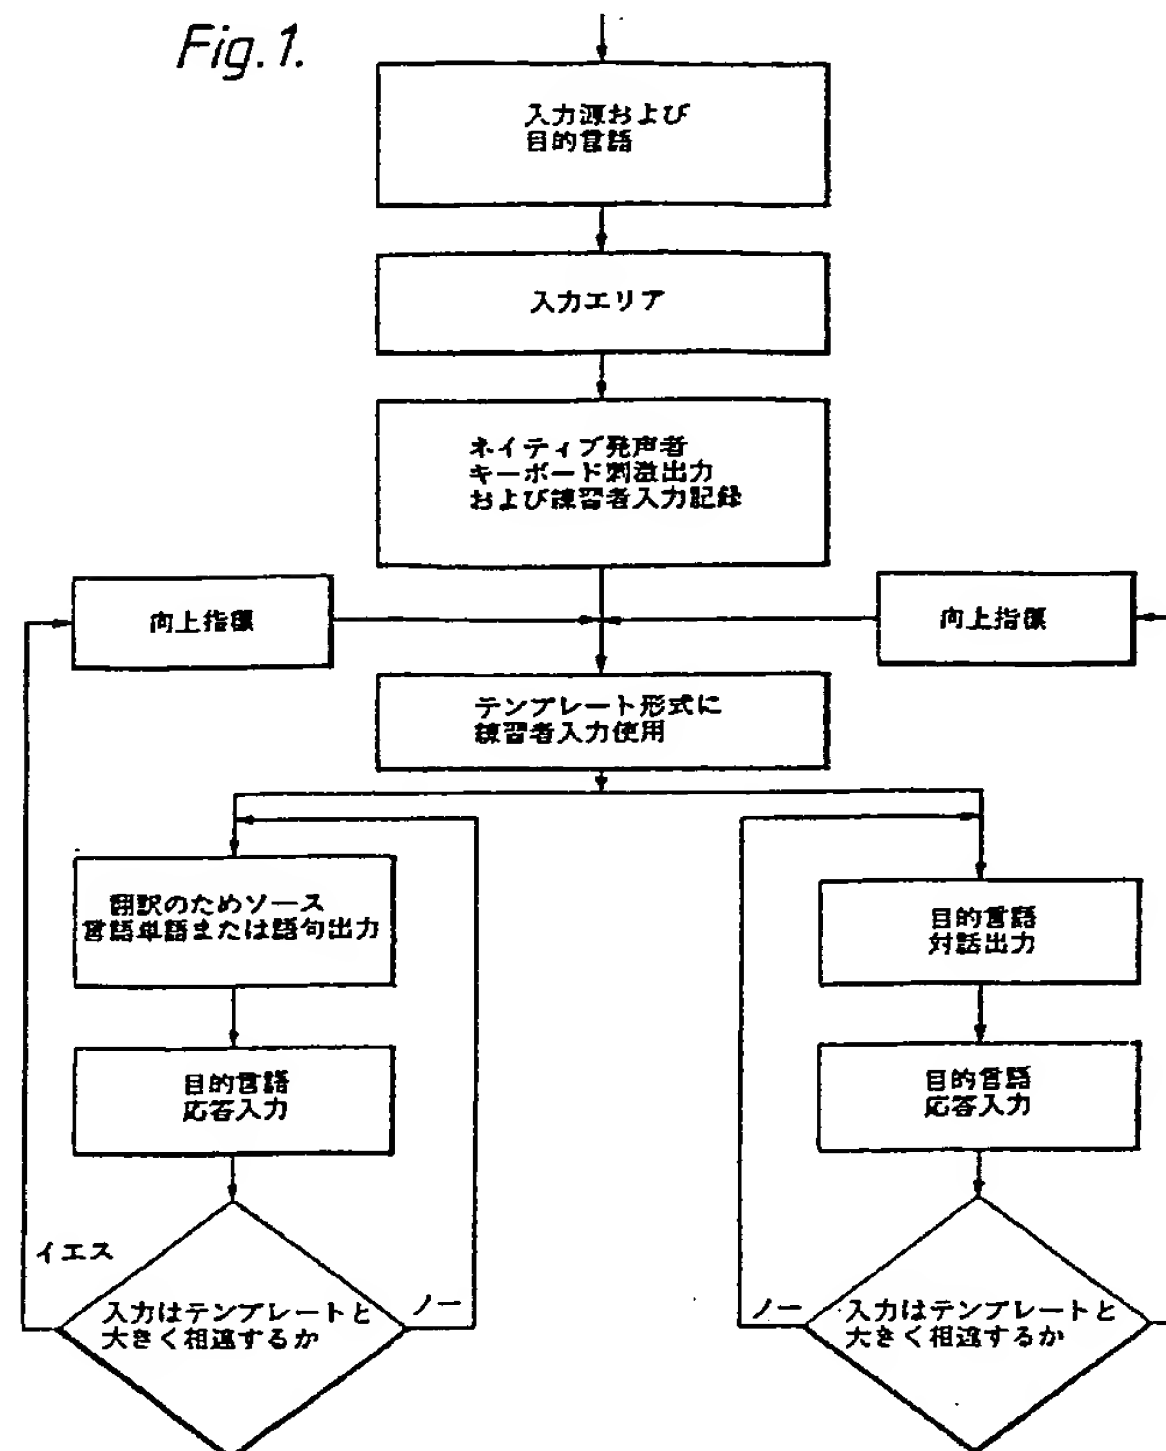 Fig.1.
入力源および
目的言語
入力エリア
ネイティブ発声者
キーボード刺激出力
および練習者入力記録
向上指標
向上指標
テンプレート形式に
練習者入力使用
翻訳のためソース
言語単語または語句出力
目的言語
対話出力
目的言語
応答入力
目的言語
応答入力
イエス
入力はテンプレートと
大きく相違するか
ノー
ノー
入力はテンプレートと
大きく相違するか